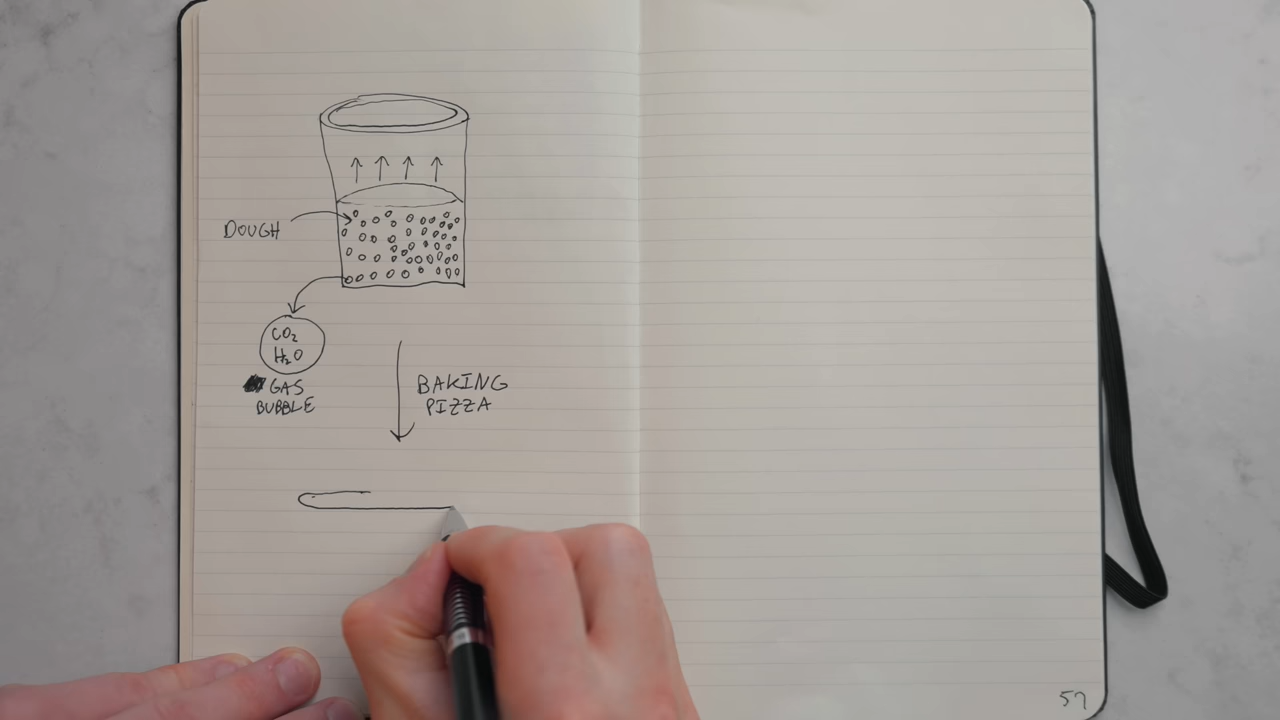 DOUGH
CO₂
H₂O
GAS
BUBBLE
BAKING
PIZZA
57